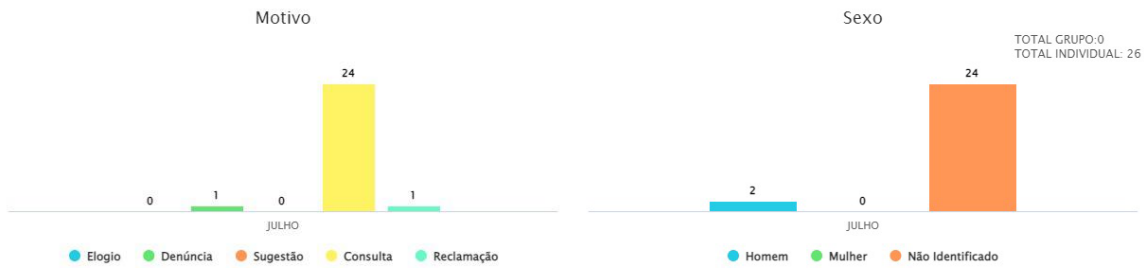 Motivo
24
0
1
0
1
JULHO
Elogio
Denúncia
Sugestão
Consulta
Reclamação
Sexo
TOTAL GRUPO:0
TOTAL INDIVIDUAL: 26
24
2
0
JULHO
Homem
Mulher
Não Identificado